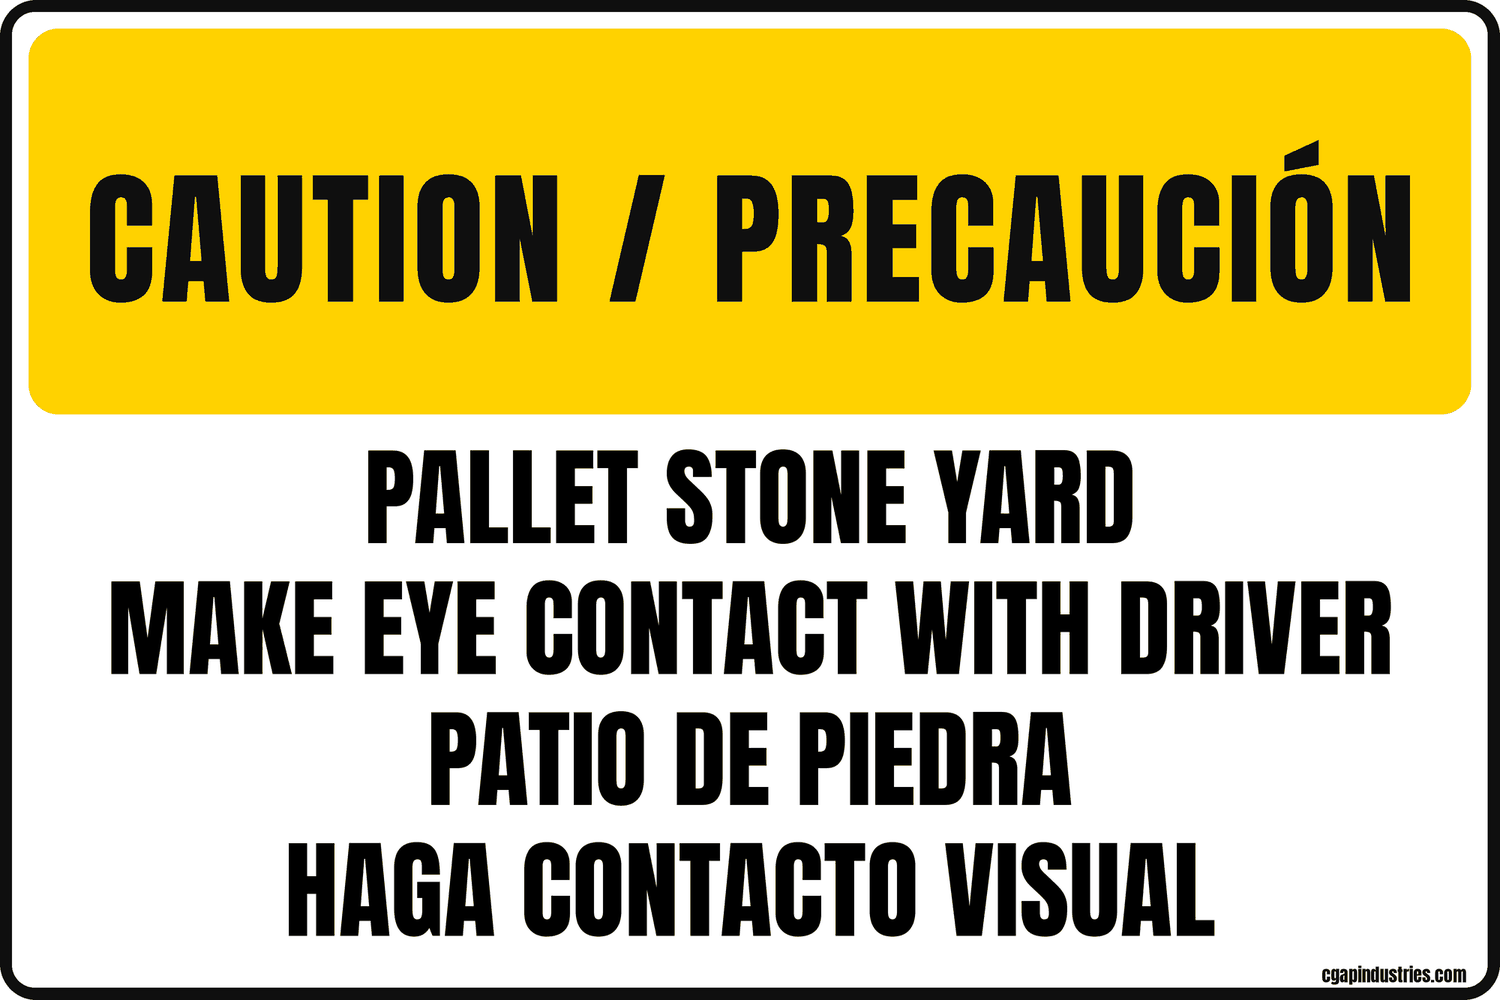 CAUTION / PRECAUCIÓN
PALLET STONE YARD
MAKE EYE CONTACT WITH DRIVER
PATIO DE PIEDRA
HAGA CONTACTO VISUAL
cgapindustries.com